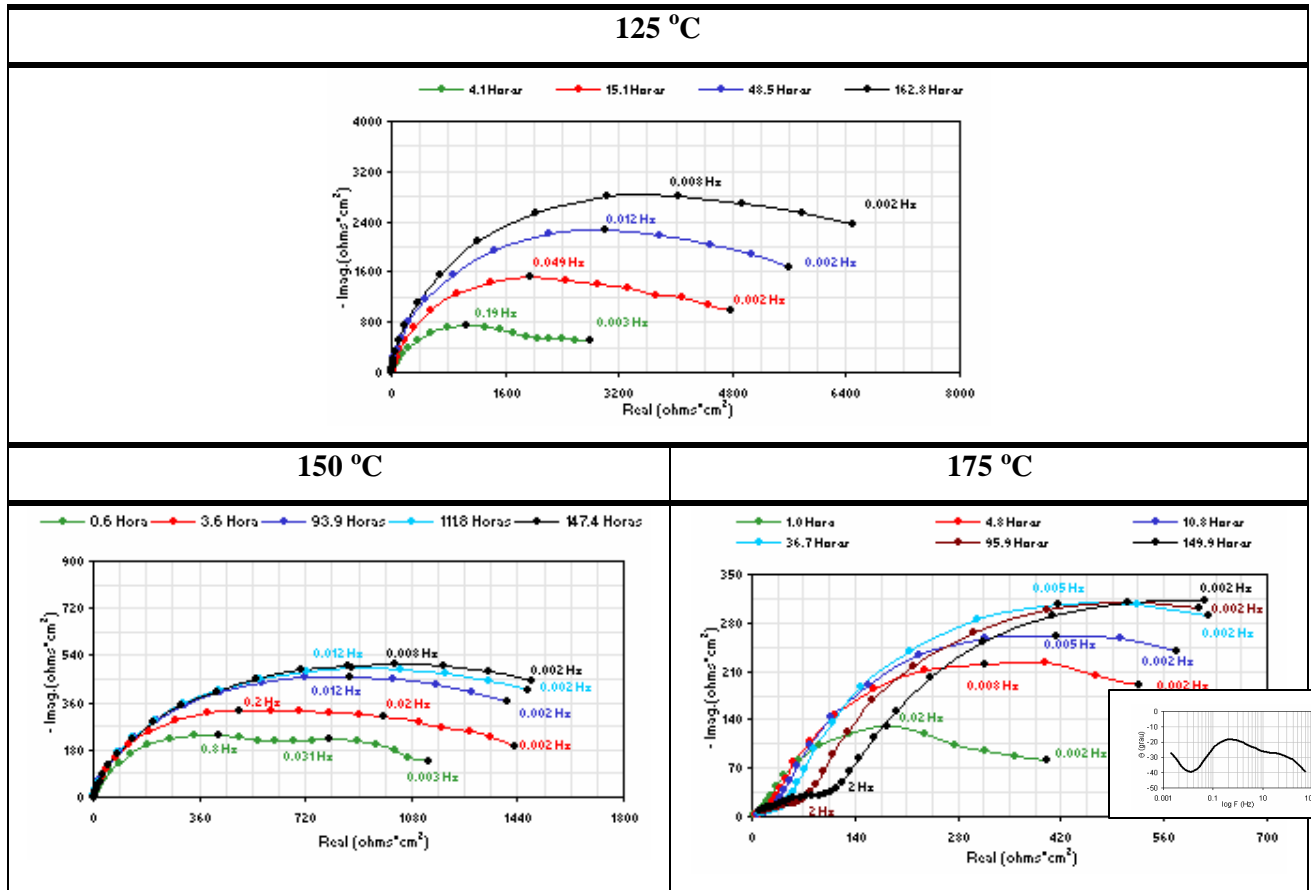 125 °C
4.1 Horas 15.1 Horas 48.5 Horas 162.8 Horas
- Imag.(ohms*cm²)
4000
3200
2400
1600
800
0
0.008 Hz
0.002 Hz
0.012 Hz
0.002 Hz
0.049 Hz
0.002 Hz
0.19 Hz
0.003 Hz
0 1600 3200 4800 6400 8000
Real (ohms*cm²)
150 °C
0.6 Hora 3.6 Hora 93.9 Horas 111.8 Horas 147.4 Horas
- Imag.(ohms*cm²)
900
720
540
360
180
0
0.012 Hz 0.008 Hz
0.002 Hz
0.002 Hz
0.012 Hz
0.002 Hz
0.2 Hz 0.02 Hz
0.002 Hz
0.8 Hz 0.031 Hz
0.003 Hz
0 360 720 1080 1440 1800
Real (ohms*cm²)
175 °C
1.0 Hora 4.8 Horas 10.8 Horas
36.7 Horas 95.9 Horas 149.9 Horas
- Imag.(ohms*cm²)
350
280
210
140
70
0
0.005 Hz 0.002 Hz
0.002 Hz
0.002 Hz
0.005 Hz
0.002 Hz
0.008 Hz 0.002 Hz
0.02 Hz
0.002 Hz
2 Hz
2 Hz
0 140 280 420 560 700
Real (ohms*cm²)
θ (grau)
0
-10
-20
-30
-40
-50
0.001 0.1 10
log F (Hz)